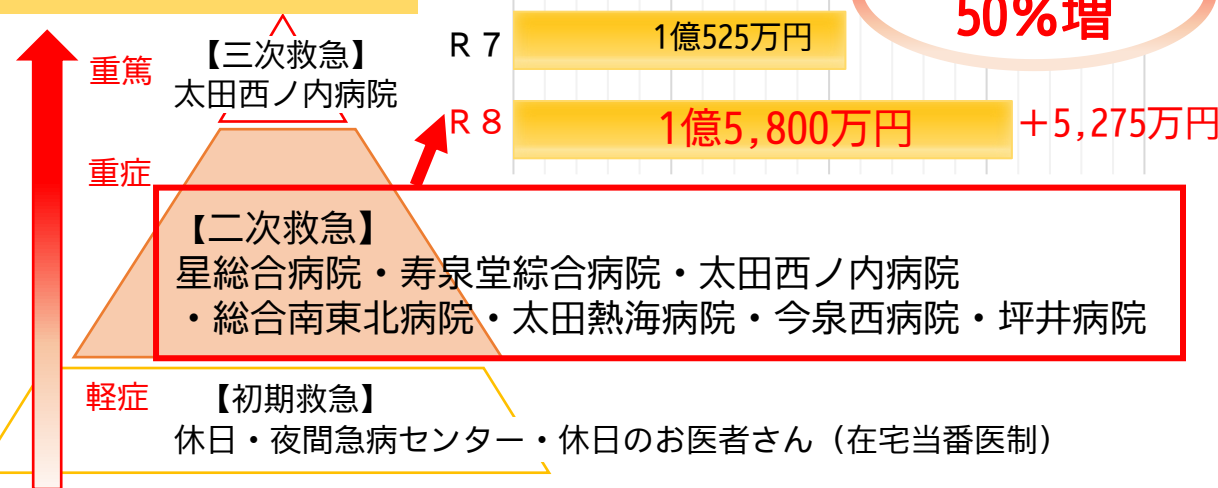 50%増
R7
1億525万円
R8
1億5,800万円
+5,275万円
重篤
【三次救急】
太田西ノ内病院
重症
【二次救急】
星総合病院・寿泉堂綜合病院・太田西ノ内病院
・総合南東北病院・太田熱海病院・今泉西病院・坪井病院
軽症
【初期救急】
休日・夜間急病センター・休日のお医者さん（在宅当番医制）